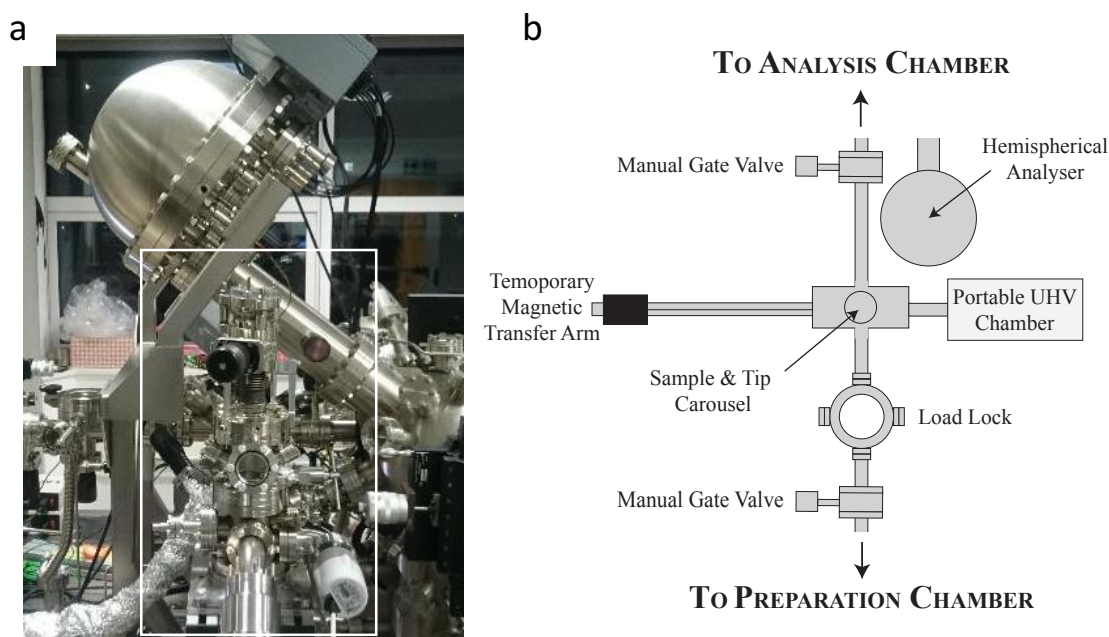 a
b
TO ANALYSIS CHAMBER
Manual Gate Valve
Hemispherical
Analyser
Temoporary
Magnetic
Transfer Arm
Portable UHV
Chamber
Sample & Tip
Carousel
Load Lock
Manual Gate Valve
TO PREPARATION CHAMBER